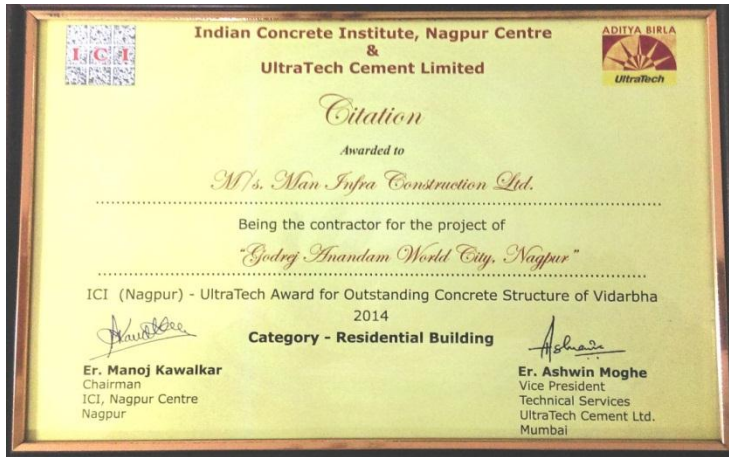 I C I
Indian Concrete Institute, Nagpur Centre
&
UltraTech Cement Limited
ADITYA BIRLA
UltraTech
Citation
Awarded to
M/s. Man Infra Construction Ltd.
Being the contractor for the project of
"Godrej Anandam World City, Nagpur"
ICI (Nagpur) - UltraTech Award for Outstanding Concrete Structure of Vidarbha
2014
Category - Residential Building
Er. Manoj Kawalkar
Chairman
ICI, Nagpur Centre
Nagpur
Er. Ashwin Moghe
Vice President
Technical Services
UltraTech Cement Ltd.
Mumbai